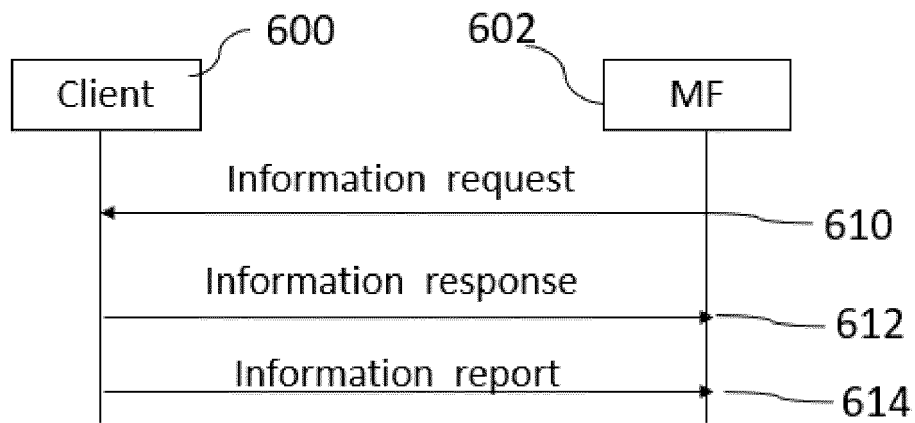 600
602
Client
MF
Information request
610
Information response
612
Information report
614